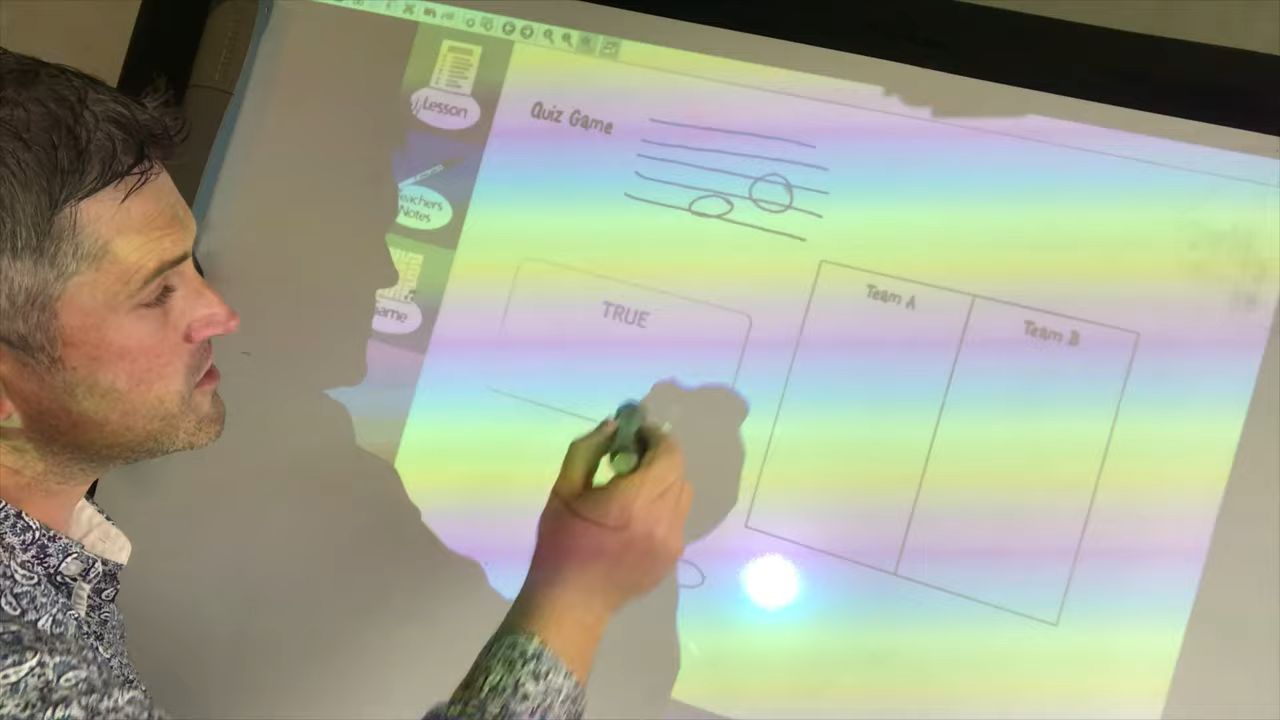 Lesson
Teachers
Notes
Game
Quiz Game
TRUE
Team A
Team B